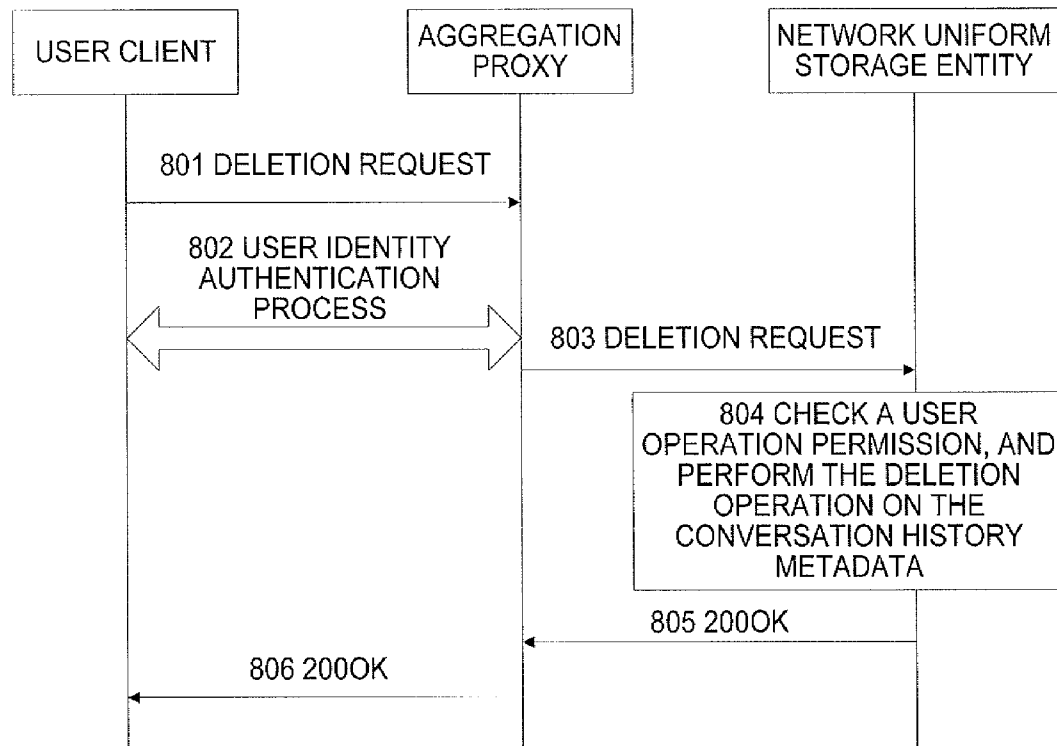 USER CLIENT
AGGREGATION
PROXY
NETWORK UNIFORM
STORAGE ENTITY
801 DELETION REQUEST
802 USER IDENTITY
AUTHENTICATION
PROCESS
803 DELETION REQUEST
804 CHECK A USER
OPERATION PERMISSION, AND
PERFORM THE DELETION
OPERATION ON THE
CONVERSATION HISTORY
METADATA
805 200OK
806 200OK